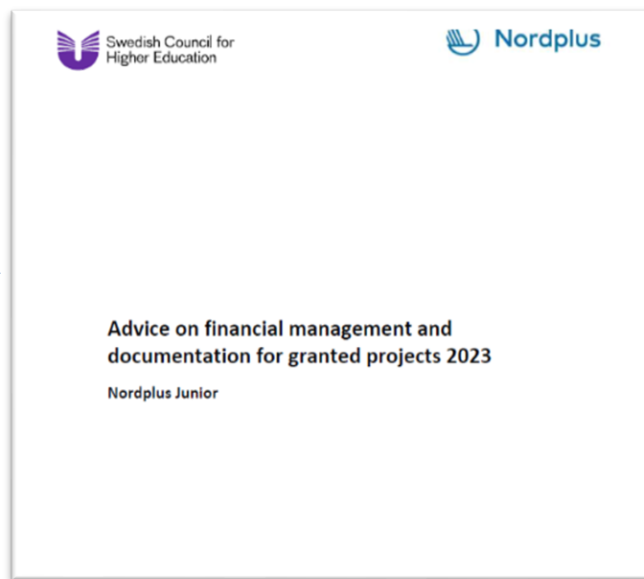 Swedish Council for
Higher Education
Nordplus
Advice on financial management and
documentation for granted projects 2023
Nordplus Junior